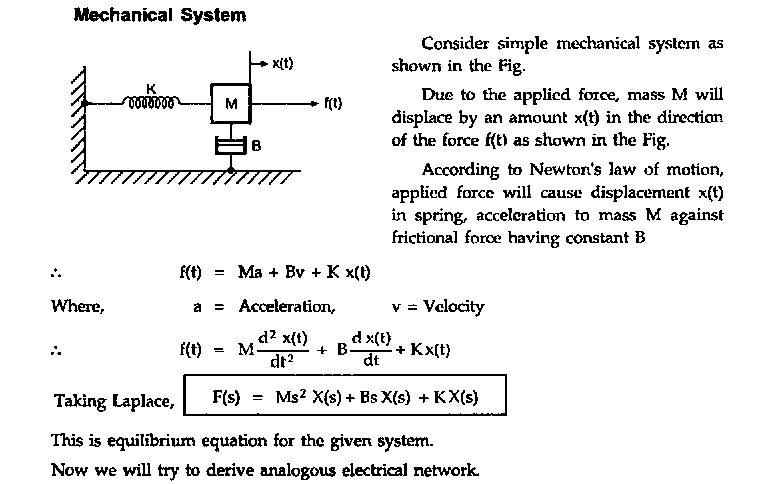 Mechanical System
x(t)
K
M
f(t)
B
Consider simple mechanical system as
shown in the Fig.
Due to the applied force, mass M will
displace by an amount x(t) in the direction
of the force f(t) as shown in the Fig.
According to Newton's law of motion,
applied force will cause displacement x(t)
in spring, acceleration to mass M against
frictional force having constant B
∴ f(t) = Ma + Bv + K x(t)
Where, a = Acceleration, v = Velocity
∴ f(t) = M d² x(t)/dt² + B d x(t)/dt + Kx(t)
Taking Laplace, F(s) = Ms² X(s) + Bs X(s) + K X(s)
This is equilibrium equation for the given system.
Now we will try to derive analogous electrical network.